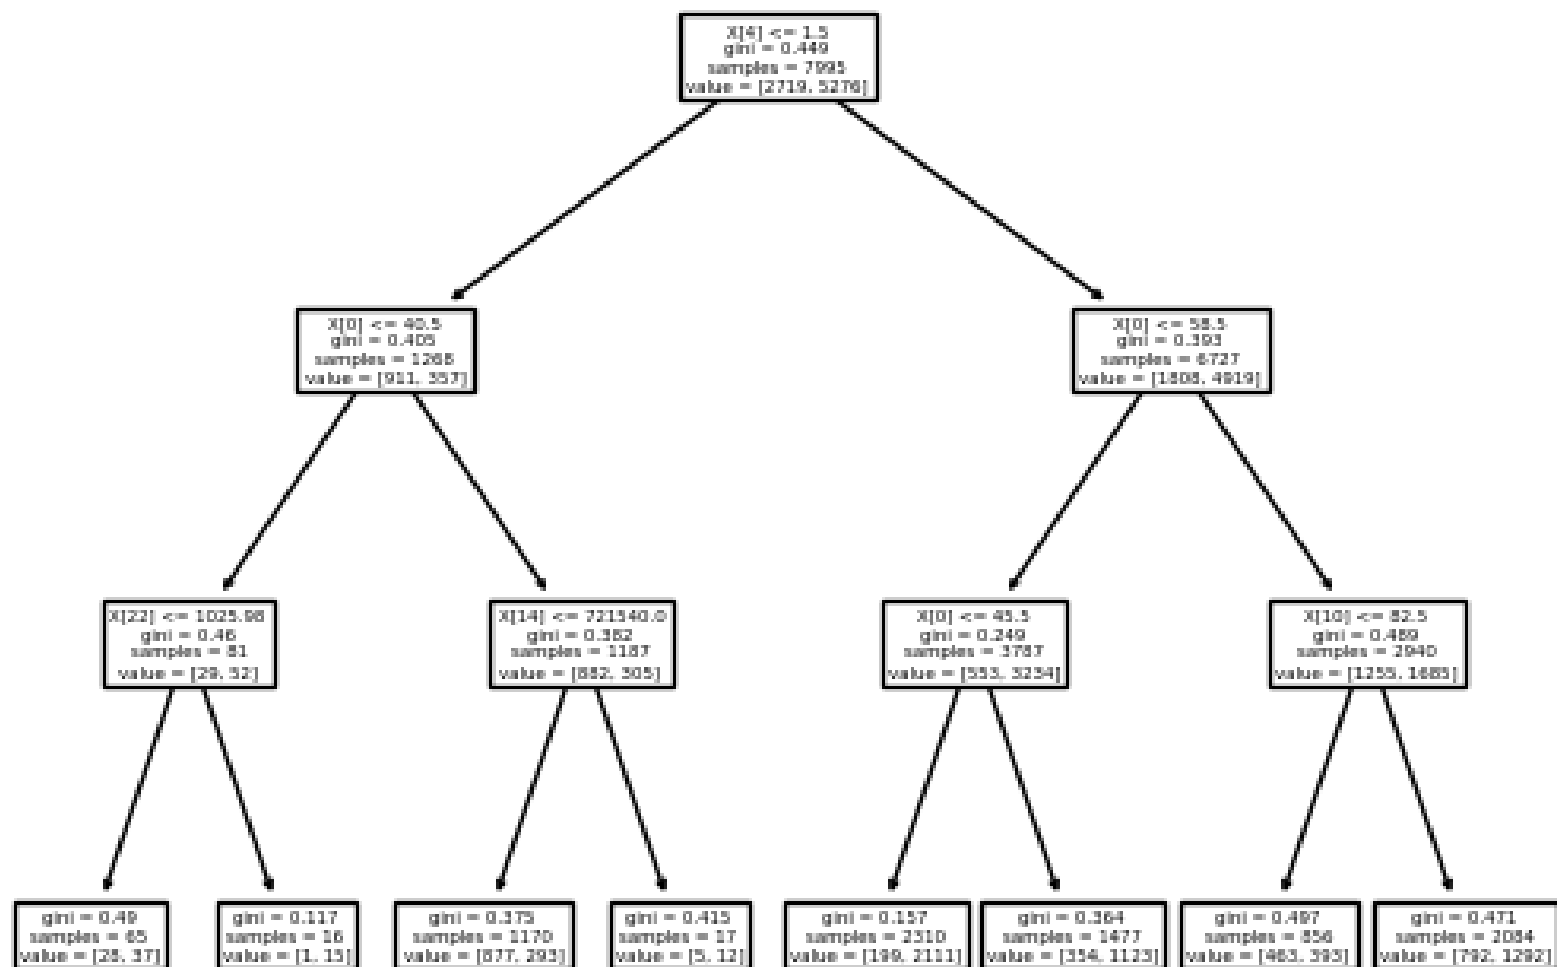 X[4] <= 1.5
gini = 0.449
samples = 7995
value = [2719, 5276]
X[0] <= 40.5
gini = 0.405
samples = 1268
value = [911, 357]
X[0] <= 58.5
gini = 0.393
samples = 6727
value = [1808, 4919]
X[22] <= 1025.98
gini = 0.46
samples = 81
value = [29, 52]
X[14] <= 721540.0
gini = 0.382
samples = 1187
value = [882, 305]
X[0] <= 45.5
gini = 0.249
samples = 3787
value = [553, 3234]
X[10] <= 82.5
gini = 0.489
samples = 2940
value = [1255, 1685]
gini = 0.49
samples = 65
value = [28, 37]
gini = 0.117
samples = 16
value = [1, 15]
gini = 0.375
samples = 1170
value = [877, 293]
gini = 0.415
samples = 17
value = [5, 12]
gini = 0.157
samples = 2310
value = [199, 2111]
gini = 0.364
samples = 1477
value = [354, 1123]
gini = 0.497
samples = 856
value = [463, 393]
gini = 0.471
samples = 2084
value = [792, 1292]